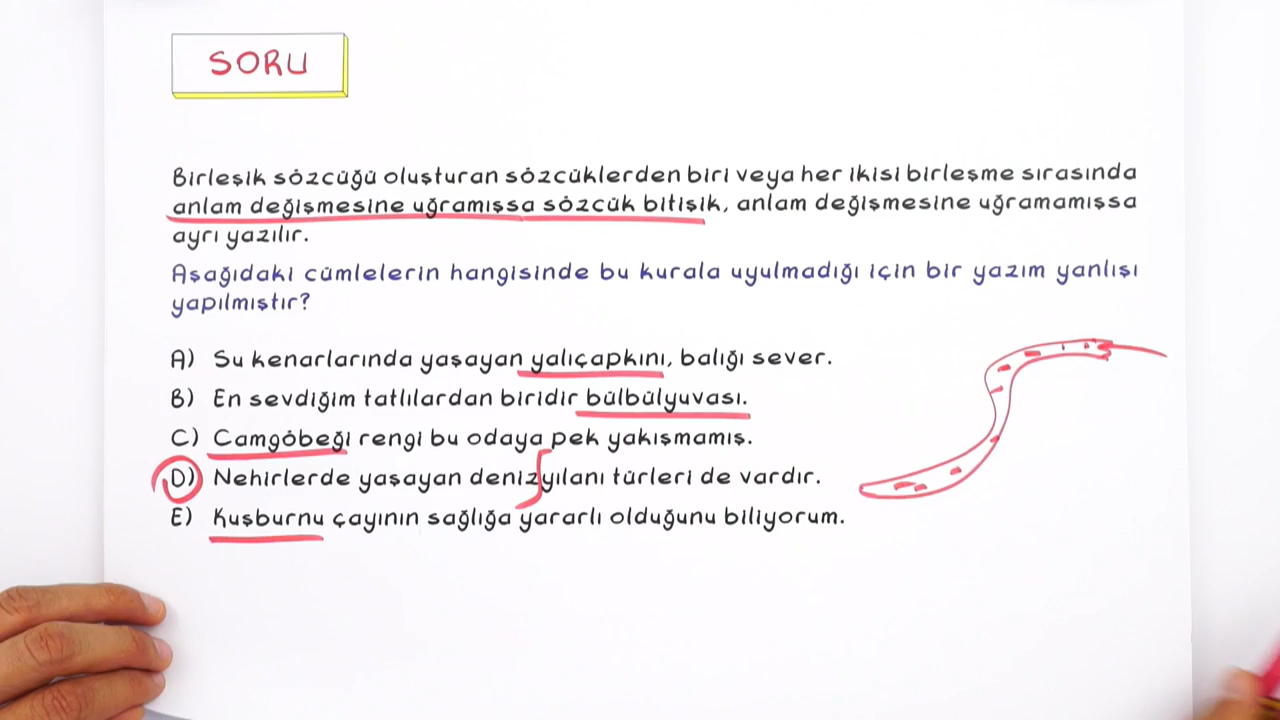 SORU
Birleşik sözcüğü oluşturan sözcüklerden biri veya her ikisi birleşme sırasında
anlam değişmesine uğramışsa sözcük bitişik, anlam değişmesine uğramamışsa
ayrı yazılır.
Aşağıdaki cümlelerin hangisinde bu kurala uyulmadığı için bir yazım yanlışı
yapılmıştır?
A) Su kenarlarında yaşayan yalıçapkını, balığı sever.
B) En sevdiğim tatlılardan biridir bülbülyuvası.
C) Camgöbeği rengi bu odaya pek yakışmamış.
D) Nehirlerde yaşayan denizyılanı türleri de vardır.
E) Kuşburnu çayının sağlığa yararlı olduğunu biliyorum.